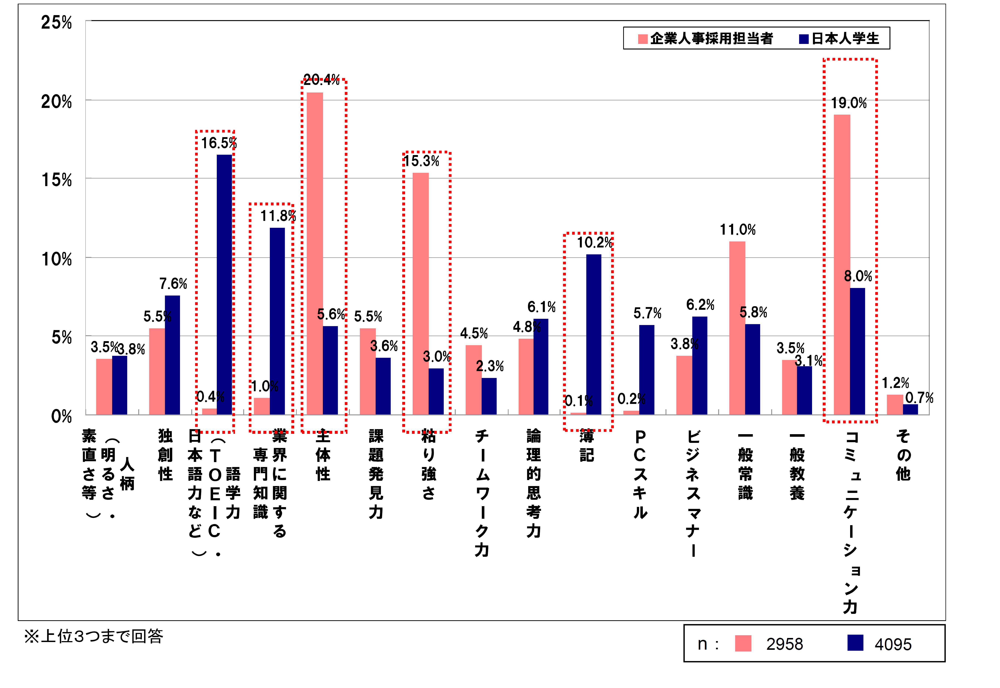 25%
20%
15%
10%
5%
0%
企業人事採用担当者
日本人学生
3.5%
3.8%
5.5%
7.6%
0.4%
16.5%
1.0%
11.8%
20.4%
5.6%
5.5%
3.6%
15.3%
3.0%
4.5%
2.3%
4.8%
6.1%
0.1%
10.2%
0.2%
5.7%
3.8%
6.2%
11.0%
5.8%
3.5%
3.1%
19.0%
8.0%
1.2%
0.7%
人柄
（明るさ・
素直さ等）
独創性
語学力
（TOEIC・
日本語力など）
業界に関する
専門知識
主体性
課題発見力
粘り強さ
チームワーク力
論理的思考力
簿記
PCスキル
ビジネスマナー
一般常識
一般教養
コミュニケーション力
その他
※上位3つまで回答
n： 2958 4095